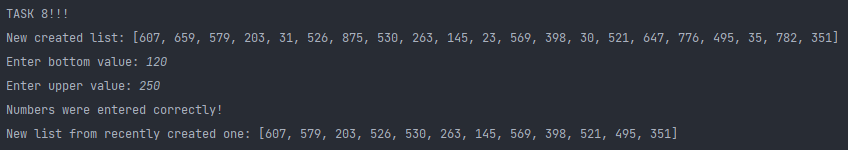 TASK 8!!!
New created list: [607, 659, 579, 203, 31, 526, 875, 530, 263, 145, 23, 569, 398, 30, 521, 647, 776, 495, 35, 782, 351]
Enter bottom value: 120
Enter upper value: 250
Numbers were entered correctly!
New list from recently created one: [607, 579, 203, 526, 530, 263, 145, 569, 398, 521, 495, 351]